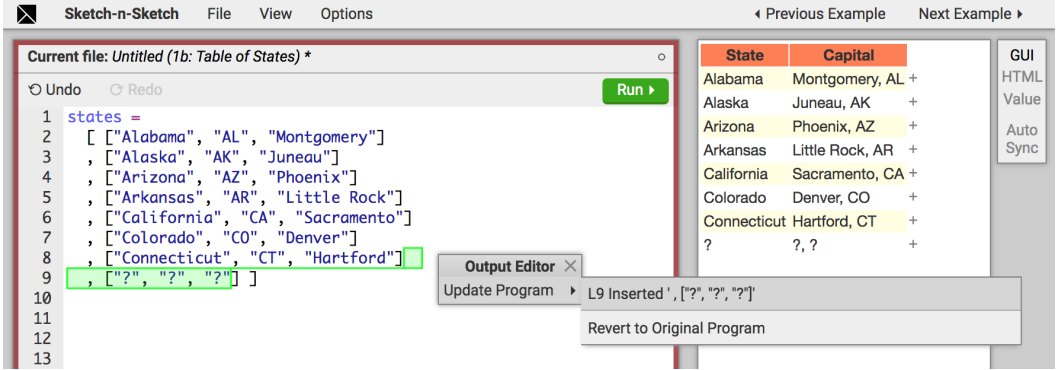 Sketch-n-Sketch File View Options Previous Example Next Example
Current file: Untitled (1b: Table of States) *
Undo Redo Run
1 states =
2 [ ["Alabama", "AL", "Montgomery"]
3 , ["Alaska", "AK", "Juneau"]
4 , ["Arizona", "AZ", "Phoenix"]
5 , ["Arkansas", "AR", "Little Rock"]
6 , ["California", "CA", "Sacramento"]
7 , ["Colorado", "CO", "Denver"]
8 , ["Connecticut", "CT", "Hartford"]
9 , ["?", "?", "?"] ]
10
11
12
13
Output Editor
Update Program
L9 Inserted ' , ["?", "?", "?"]'
Revert to Original Program
State Capital
Alabama Montgomery, AL +
Alaska Juneau, AK +
Arizona Phoenix, AZ +
Arkansas Little Rock, AR +
California Sacramento, CA +
Colorado Denver, CO +
Connecticut Hartford, CT +
? ?, ? +
GUI
HTML
Value
Auto
Sync